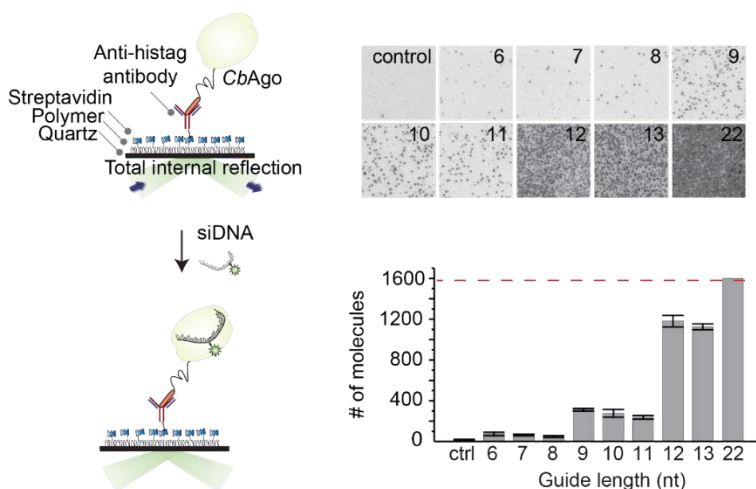 Anti-histag
antibody
CbAgo
Streptavidin
Polymer
Quartz
Total internal reflection
siDNA
control
6
7
8
9
10
11
12
13
22
# of molecules
1600
1200
800
400
0
ctrl 6 7 8 9 10 11 12 13 22
Guide length (nt)